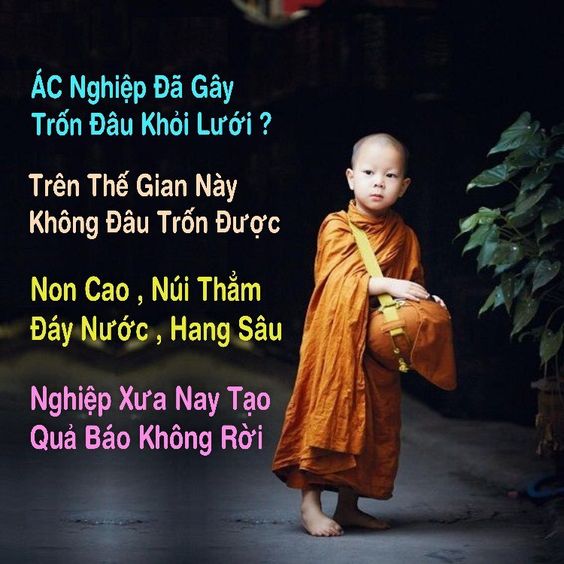 ÁC Nghiệp Đã Gây
Trốn Đâu Khỏi Lưới ?
Trên Thế Gian Này
Không Đâu Trốn Được
Non Cao , Núi Thẳm
Đáy Nước , Hang Sâu
Nghiệp Xưa Nay Tạo
Quả Báo Không Rời